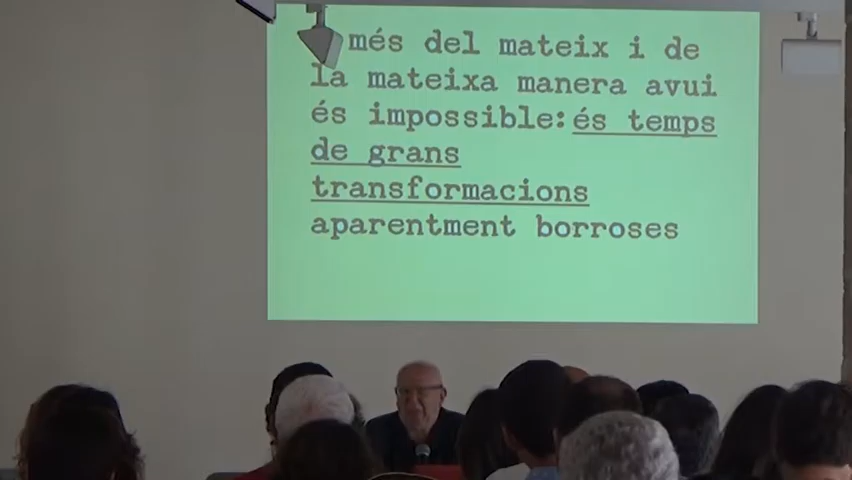 més del mateix i de
la mateixa manera avui
és impossible: és temps
de grans
transformacions
aparentment borroses